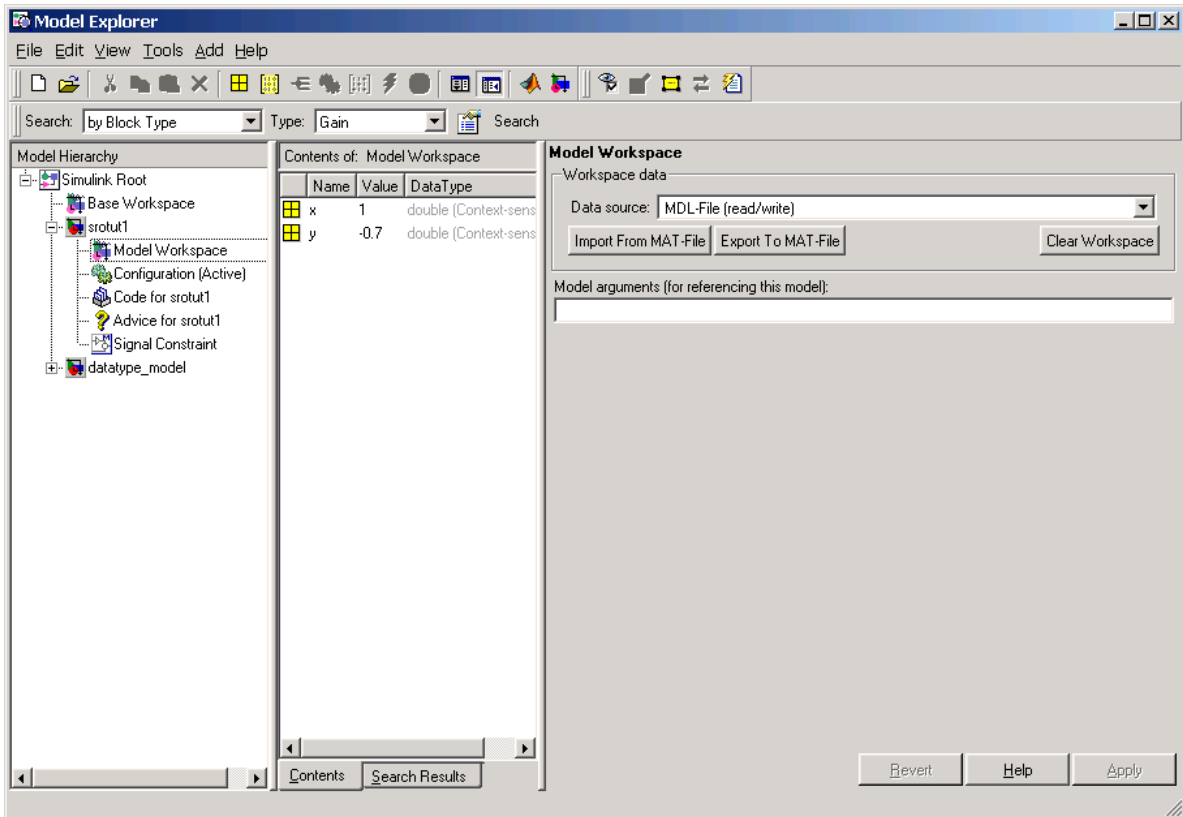 Model Explorer
File Edit View Tools Add Help
Search: by Block Type Type: Gain Search
Model Hierarchy
Simulink Root
Base Workspace
srotut1
Model Workspace
Configuration (Active)
Code for srotut1
Advice for srotut1
Signal Constraint
datatype_model
Contents of: Model Workspace
Name Value DataType
x 1 double (Context-sens
y -0.7 double (Context-sens
Contents Search Results
Model Workspace
Workspace data
Data source: MDL-File (read/write)
Import From MAT-File Export To MAT-File Clear Workspace
Model arguments (for referencing this model):
Revert Help Apply